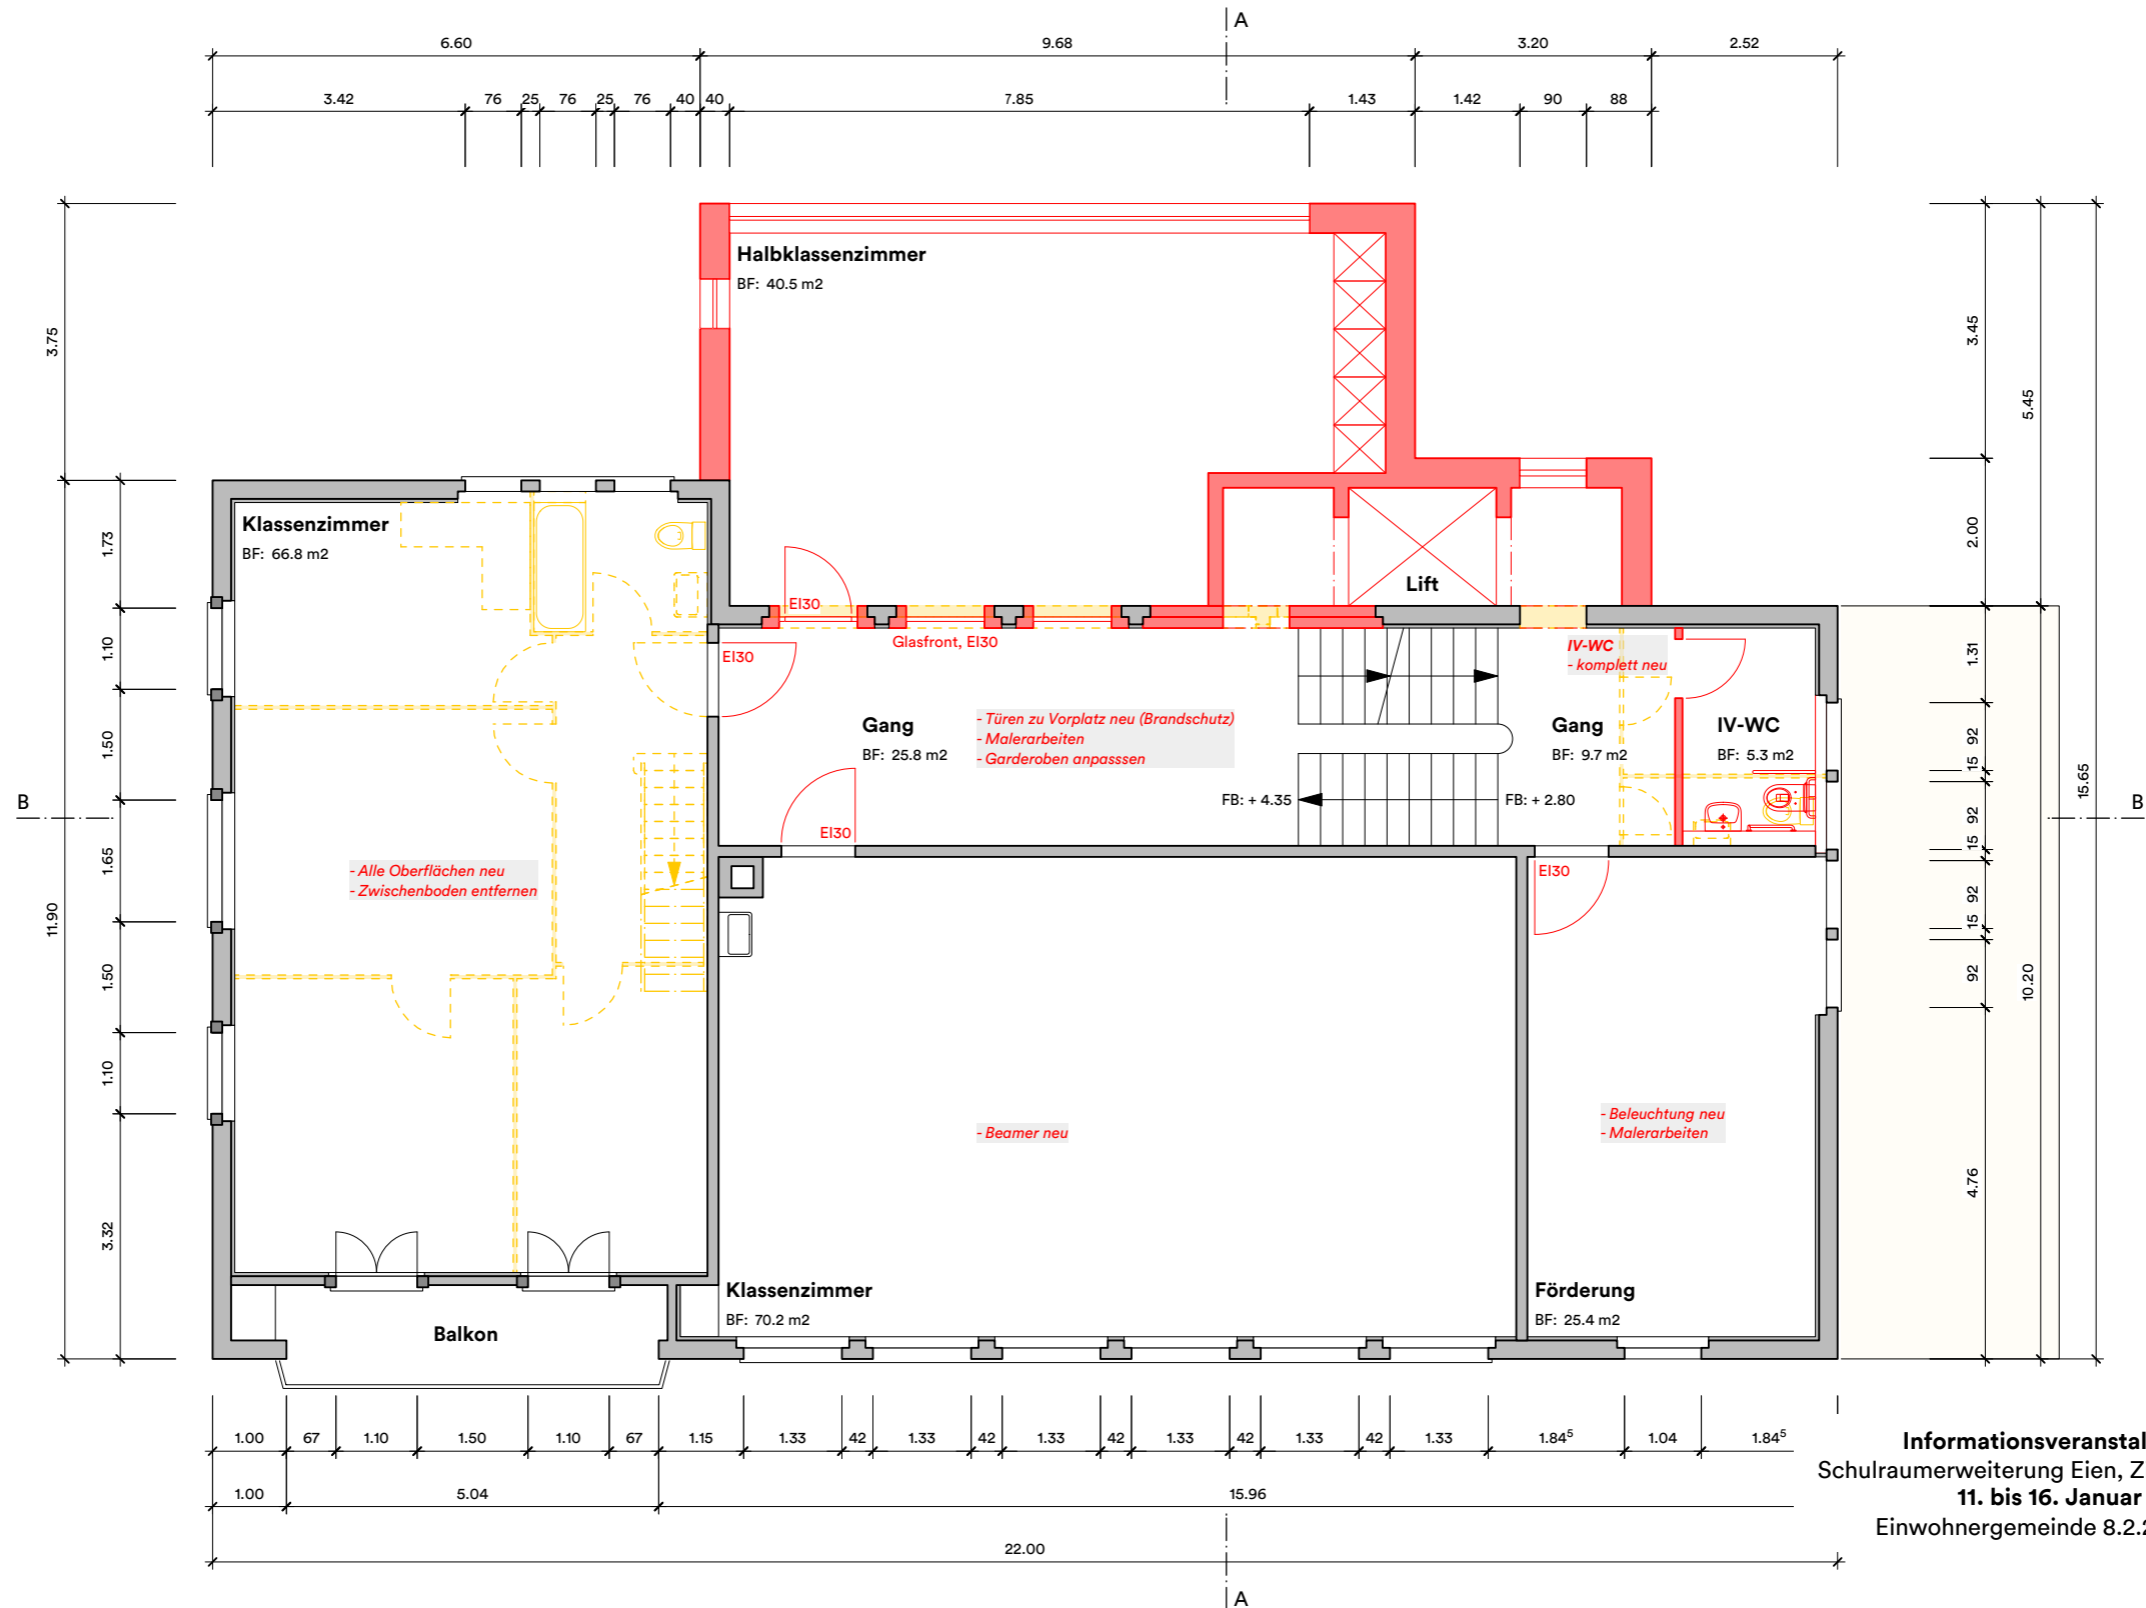 A
6.60 9.68 3.20 2.52
3.42 76 25 76 25 76 40 40 7.85 1.43 1.42 90 88
Halbklassenzimmer
BF: 40.5 m2
3.75
3.45
5.45
Klassenzimmer
BF: 66.8 m2
1.73
2.00
Lift
EI30
Glasfront, EI30
EI30
IV-WC
- komplett neu
1.10
1.31
Gang
BF: 25.8 m2
- Türen zu Vorplatz neu (Brandschutz)
- Malerarbeiten
- Garderoben anpasssen
Gang
BF: 9.7 m2
IV-WC
BF: 5.3 m2
1.50
92
15
15.65
B
FB: + 4.35
FB: + 2.80
B
EI30
92
15
1.65
- Alle Oberflächen neu
- Zwischenboden entfernen
EI30
92
15
11.90
1.50
92
10.20
1.10
- Beamer neu
- Beleuchtung neu
- Malerarbeiten
4.76
3.32
Klassenzimmer
BF: 70.2 m2
Förderung
BF: 25.4 m2
Balkon
1.00 67 1.10 1.50 1.10 67 1.15 1.33 42 1.33 42 1.33 42 1.33 42 1.33 42 1.33 1.84⁵ 1.04 1.84⁵
1.00 5.04 15.96
22.00
A
Informationsveranstal
Schulraumerweiterung Eien, Z
11. bis 16. Januar
Einwohnergemeinde 8.2.2